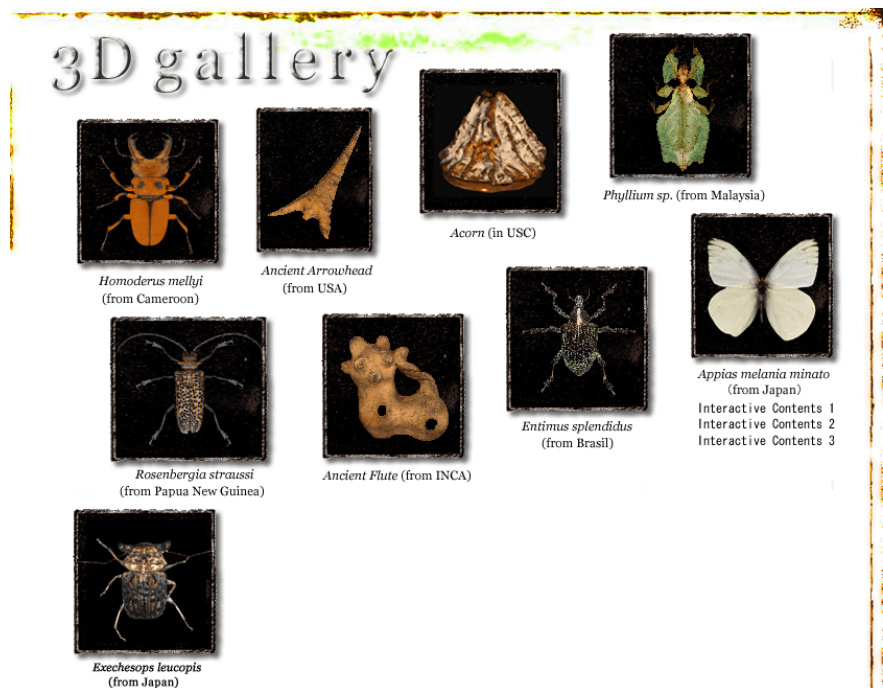 3D gallery
Homoderus mellyi
(from Cameroon)
Ancient Arrowhead
(from USA)
Acorn (in USC)
Phyllium sp. (from Malaysia)
Rosenbergia straussi
(from Papua New Guinea)
Ancient Flute (from INCA)
Entimus splendidus
(from Brasil)
Appias melania minato
(from Japan)
Interactive Contents 1
Interactive Contents 2
Interactive Contents 3
Exechesops leucopis
(from Japan)